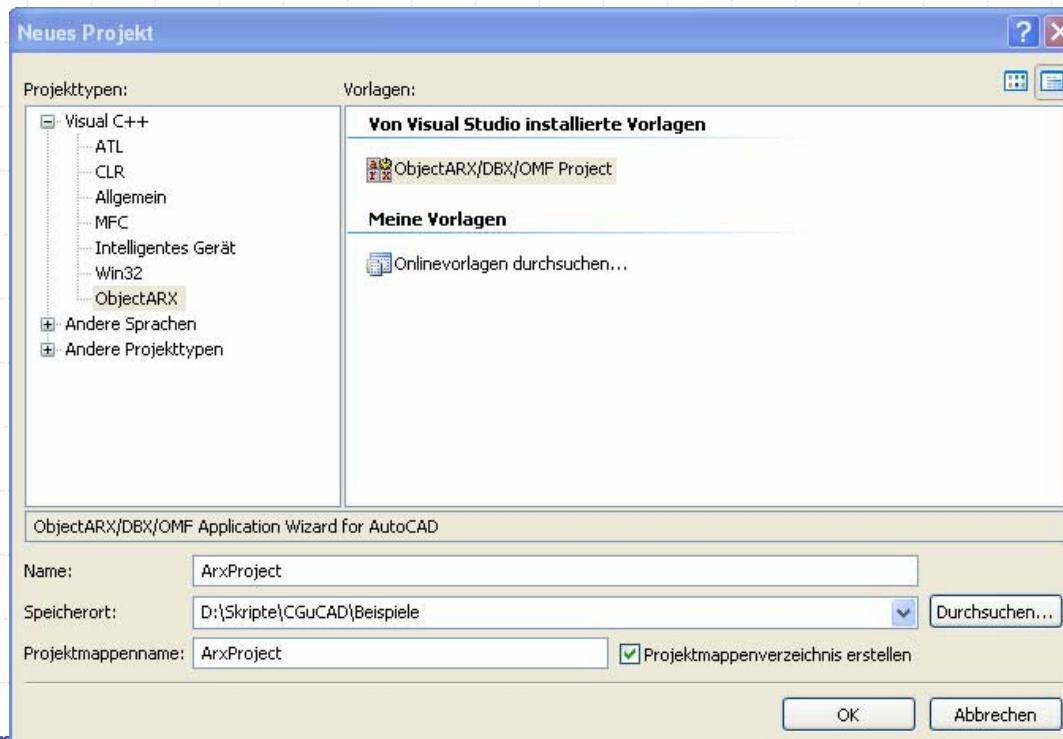 Neues Projekt
Projekttypen:
Vorlagen:
Visual C++
ATL
CLR
Allgemein
MFC
Intelligentes Gerät
Win32
ObjectARX
Andere Sprachen
Andere Projekttypen
Von Visual Studio installierte Vorlagen
ObjectARX/DBX/OMF Project
Meine Vorlagen
Onlinevorlagen durchsuchen...
ObjectARX/DBX/OMF Application Wizard for AutoCAD
Name: ArxProject
Speicherort: D:\Skripte\CGuCAD\Beispiele Durchsuchen...
Projektmappenname: ArxProject Projektmappenverzeichnis erstellen
OK Abbrechen